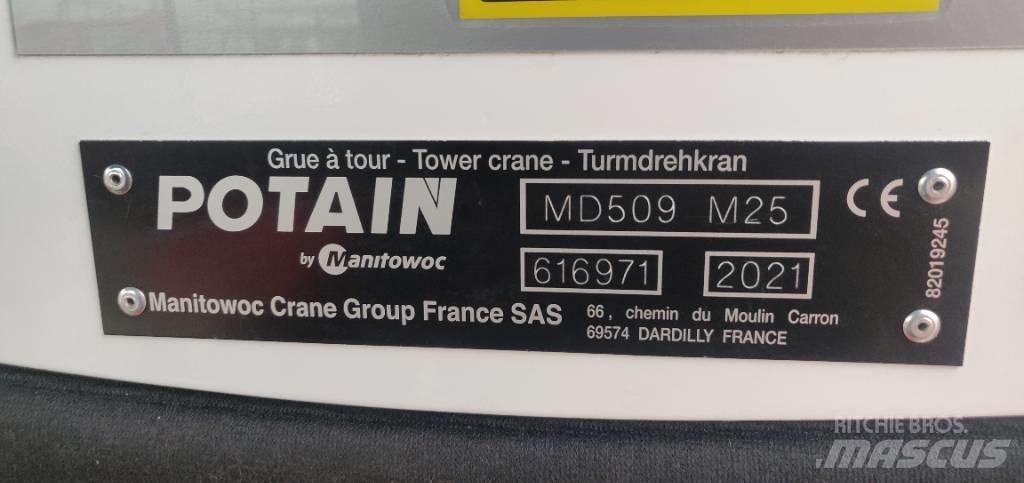 Grue à tour - Tower crane - Turmdrehkran
POTAIN
by Manitowoc
MD509 M25
616971
2021
CE
82019245
Manitowoc Crane Group France SAS
66, chemin du Moulin Carron
69574 DARDILLY FRANCE
RITCHIE BROS.
MASCUS